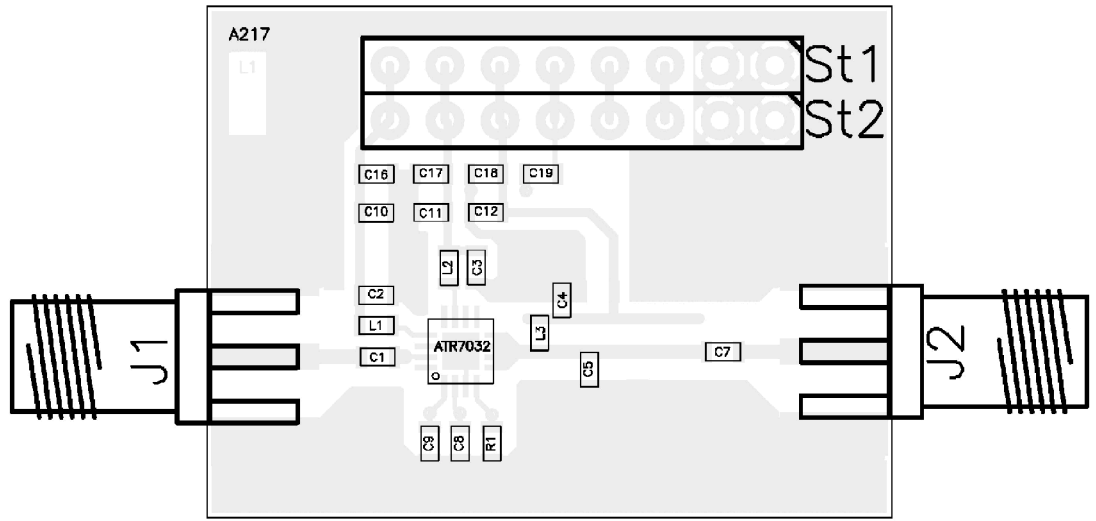 A217
L1
St1
St2
C16 C17 C18 C19
C10 C11 C12
L2 C3
C2
C4
L1
L3
ATR7032
C1
C7
C5
J1
J2
C9 C8 R1